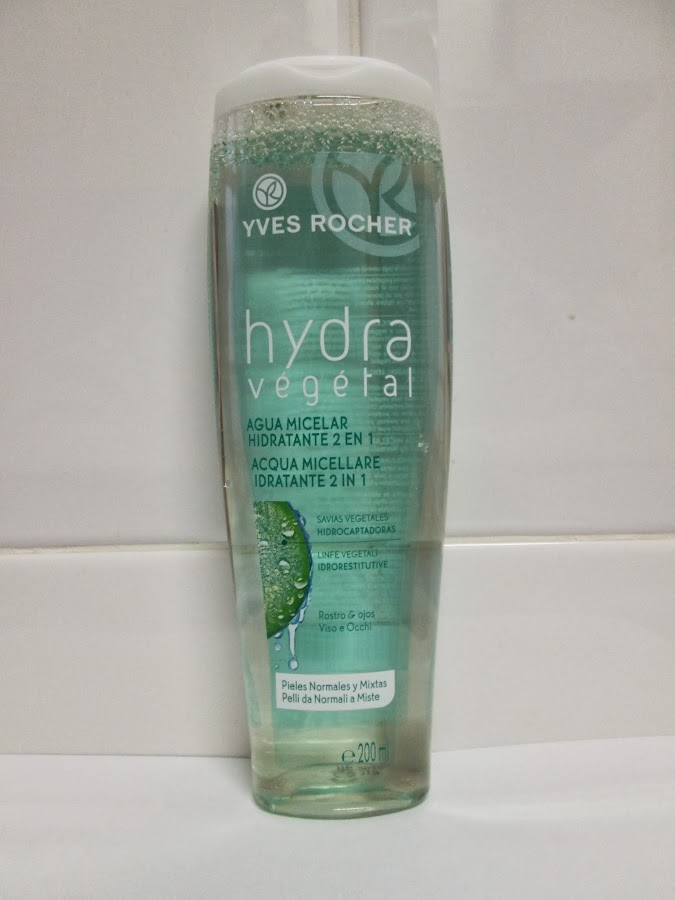 YVES ROCHER
hydra
végétal
AGUA MICELAR
HIDRATANTE 2 EN 1
ACQUA MICELLARE
IDRATANTE 2 IN 1
SAVIAS VEGETALES
HIDROCAPTADORAS
LINFE VEGETALI
IDRORESTITUTIVE
Rostro & ojos
Viso e Occhi
Pieles Normales y Mixtas
Pelli da Normali a Miste
℮ 200 ml